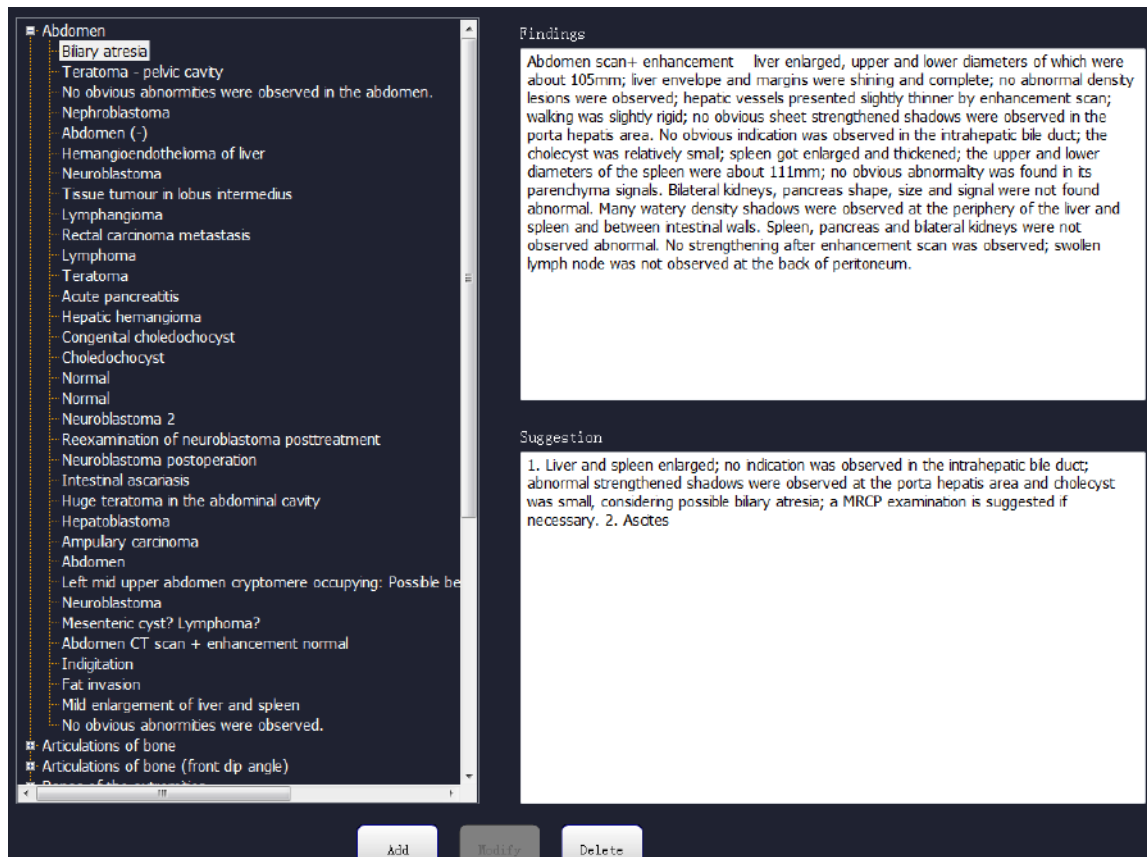 Abdomen
Biliary atresia
Teratoma - pelvic cavity
No obvious abnormities were observed in the abdomen.
Nephroblastoma
Abdomen (-)
Hemangioendothelioma of liver
Neuroblastoma
Tissue tumour in lobus intermedius
Lymphangioma
Rectal carcinoma metastasis
Lymphoma
Teratoma
Acute pancreatitis
Hepatic hemangioma
Congenital choledochocyst
Choledochocyst
Normal
Normal
Neuroblastoma 2
Reexamination of neuroblastoma posttreatment
Neuroblastoma postoperation
Intestinal ascariasis
Huge teratoma in the abdominal cavity
Hepatoblastoma
Ampullary carcinoma
Abdomen
Left mid upper abdomen cryptomere occupying: Possible be
Neuroblastoma
Mesenteric cyst? Lymphoma?
Abdomen CT scan + enhancement normal
Indigitation
Fat invasion
Mild enlargement of liver and spleen
No obvious abnormities were observed.
Articulations of bone
Articulations of bone (front dip angle)
Findings
Abdomen scan+ enhancement liver enlarged, upper and lower diameters of which were
about 105mm; liver envelope and margins were shining and complete; no abnormal density
lesions were observed; hepatic vessels presented slightly thinner by enhancement scan;
walking was slightly rigid; no obvious sheet strengthened shadows were observed in the
porta hepatis area. No obvious indication was observed in the intrahepatic bile duct; the
cholecyst was relatively smal; spleen got enlarged and thickened; the upper and lower
diameters of the spleen were about 111mm; no obvious abnormality was found in its
parenchyma signals. Bilateral kidneys, pancreas shape, size and signal were not found
abnormal. Many watery density shadows were observed at the periphery of the liver and
spleen and between intestinal walls. Spleen, pancreas and bilateral kidneys were not
observed abnormal. No strengthening after enhancement scan was observed; swollen
lymph node was not observed at the back of peritoneum.
Suggestion
1. Liver and spleen enlarged; no indication was observed in the intrahepatic bile duct;
abnormal strengthened shadows were observed at the porta hepatis area and cholecyst
was small, considering possible bilary atresia; a MRCP examination is suggested if
necessary. 2. Ascites
Add
Modify
Delete